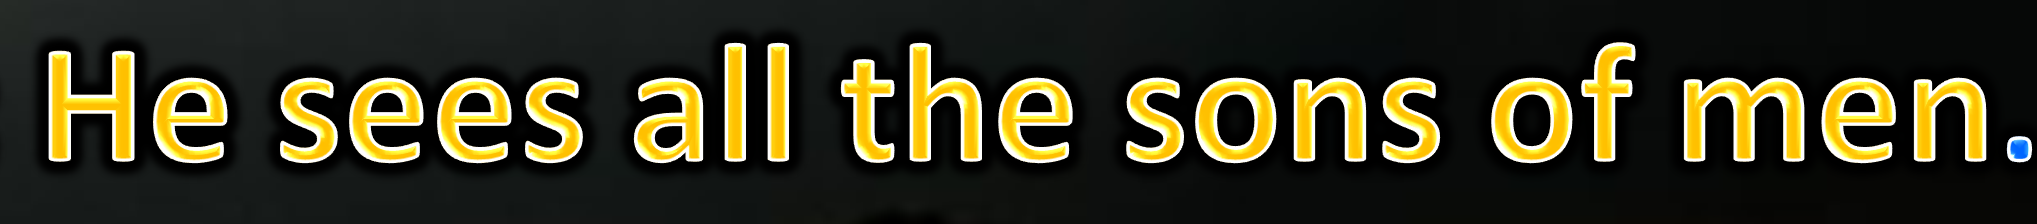 He sees all the sons of men.